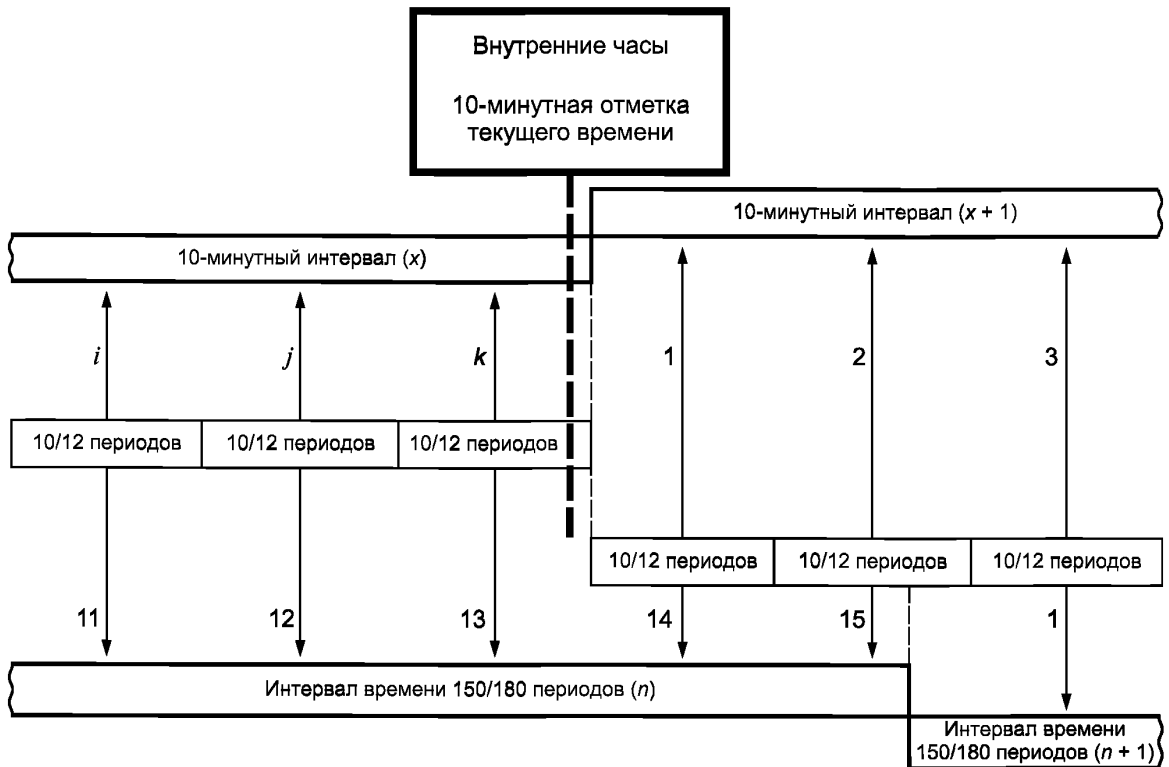 Внутренние часы
10-минутная отметка
текущего времени
10-минутный интервал (x + 1)
10-минутный интервал (x)
i j k 1 2 3
10/12 периодов 10/12 периодов 10/12 периодов
10/12 периодов 10/12 периодов 10/12 периодов
11 12 13 14 15 1
Интервал времени 150/180 периодов (n)
Интервал времени
150/180 периодов (n + 1)